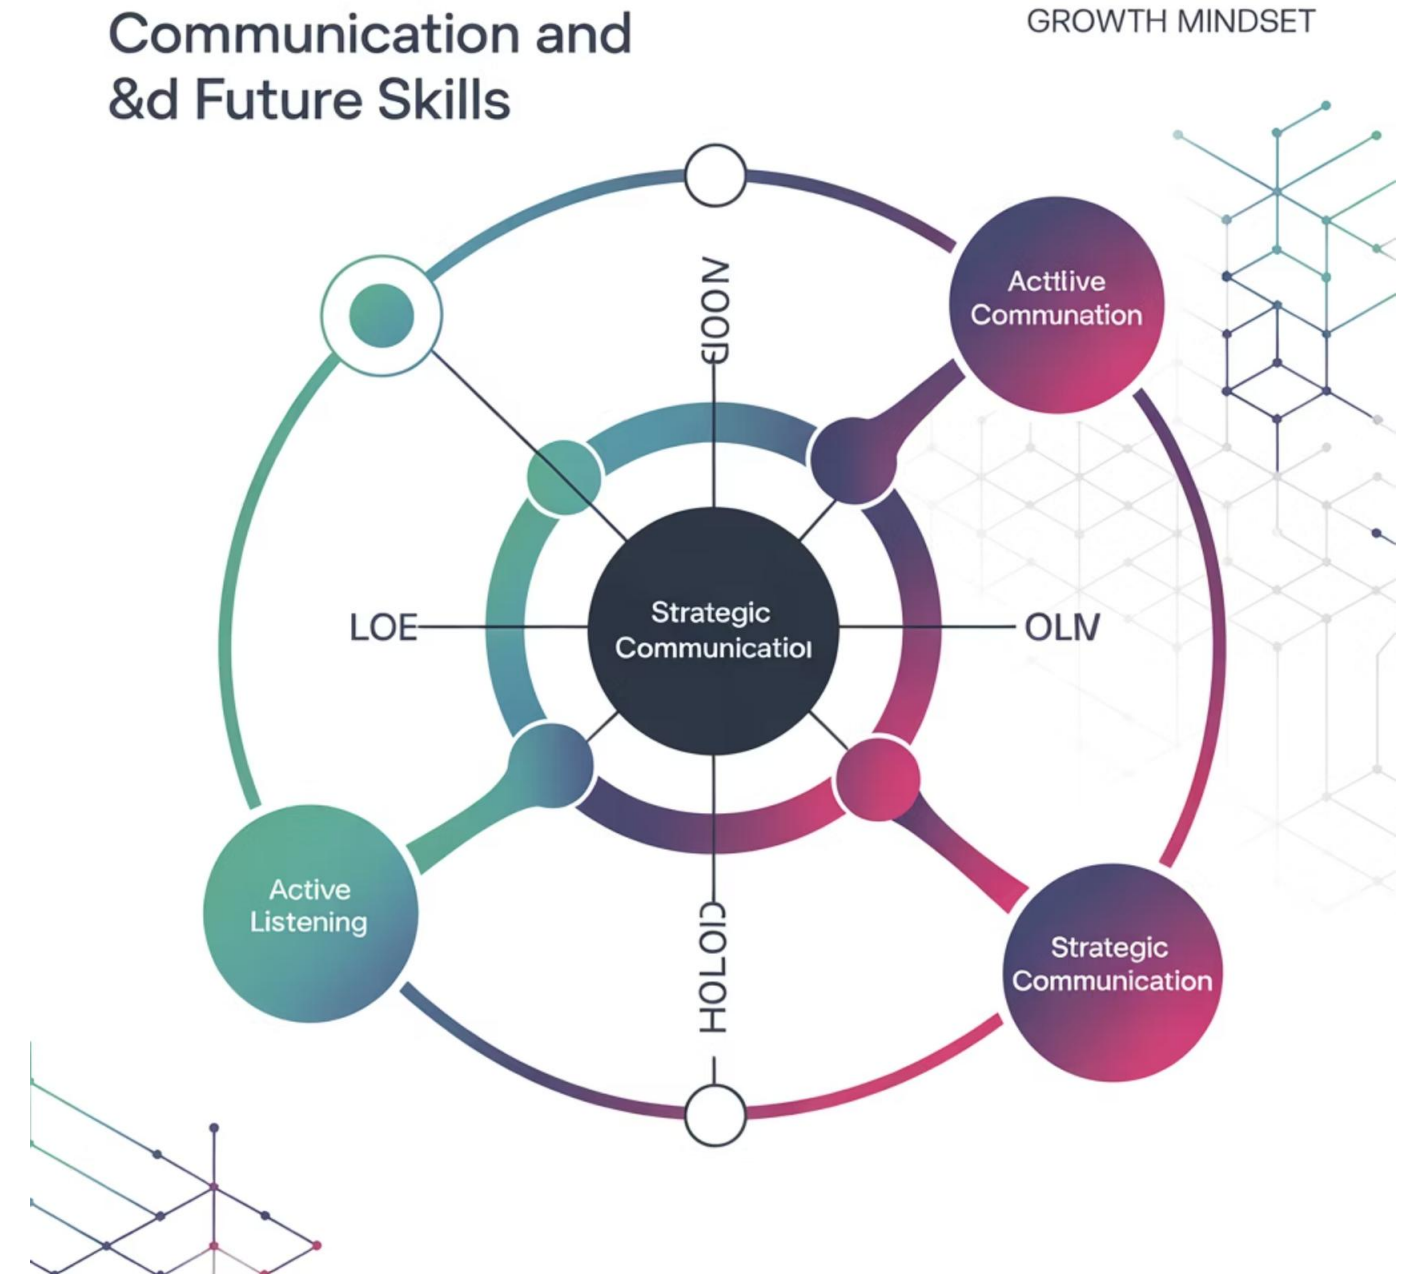 Communication and
&d Future Skills
GROWTH MINDSET
Acttlive
Communation
LOE
Strategic
Communicatioı
OLIV
Active
Listening
Strategic
Communication